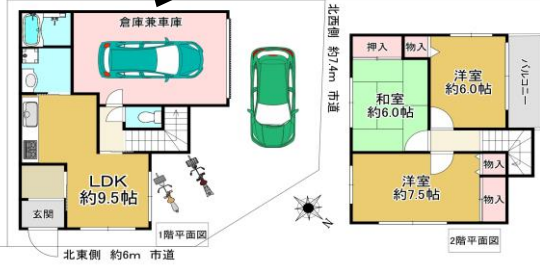 倉庫兼車庫
北西側 約7.4m 市道
LDK
約9.5帖
玄関
1階平面図
北東側 約6m 市道
N
押入
物入
洋室
約6.0帖
和室
約6.0帖
バルコニー
洋室
約7.5帖
物入
物入
2階平面図